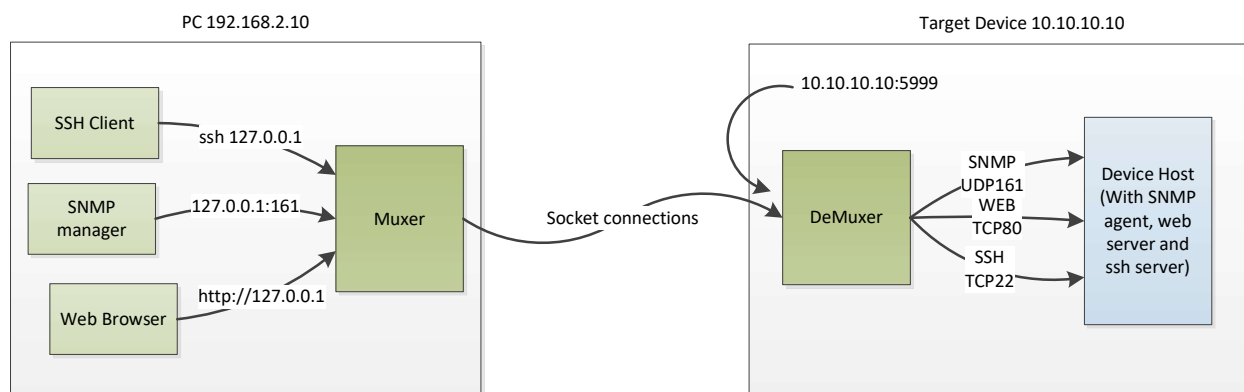 PC 192.168.2.10
Target Device 10.10.10.10
SSH Client
ssh 127.0.0.1
SNMP
manager
127.0.0.1:161
Web Browser
http://127.0.0.1
Muxer
Socket connections
10.10.10.10:5999
DeMuxer
SNMP
UDP161
WEB
TCP80
SSH
TCP22
Device Host
(With SNMP
agent, web
server and
ssh server)